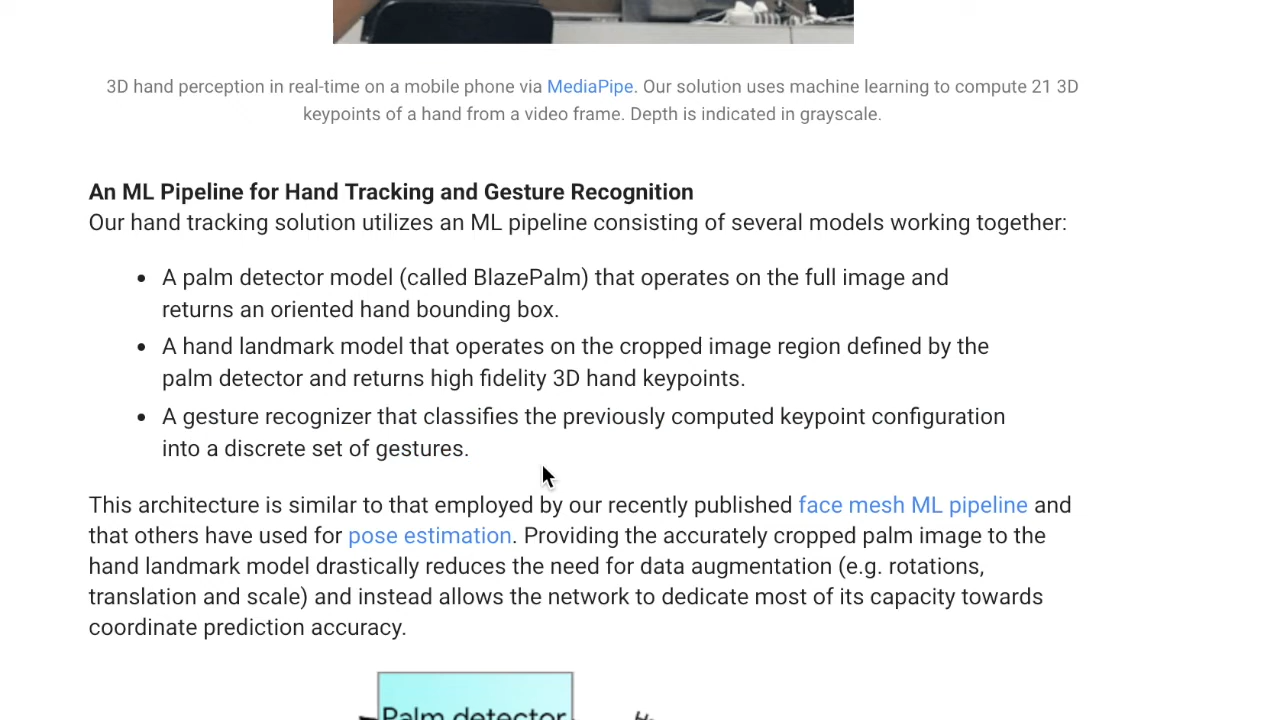 3D hand perception in real-time on a mobile phone via MediaPipe. Our solution uses machine learning to compute 21 3D
keypoints of a hand from a video frame. Depth is indicated in grayscale.
An ML Pipeline for Hand Tracking and Gesture Recognition
Our hand tracking solution utilizes an ML pipeline consisting of several models working together:
• A palm detector model (called BlazePalm) that operates on the full image and
returns an oriented hand bounding box.
• A hand landmark model that operates on the cropped image region defined by the
palm detector and returns high fidelity 3D hand keypoints.
• A gesture recognizer that classifies the previously computed keypoint configuration
into a discrete set of gestures.
This architecture is similar to that employed by our recently published face mesh ML pipeline and
that others have used for pose estimation. Providing the accurately cropped palm image to the
hand landmark model drastically reduces the need for data augmentation (e.g. rotations,
translation and scale) and instead allows the network to dedicate most of its capacity towards
coordinate prediction accuracy.
Palm detector